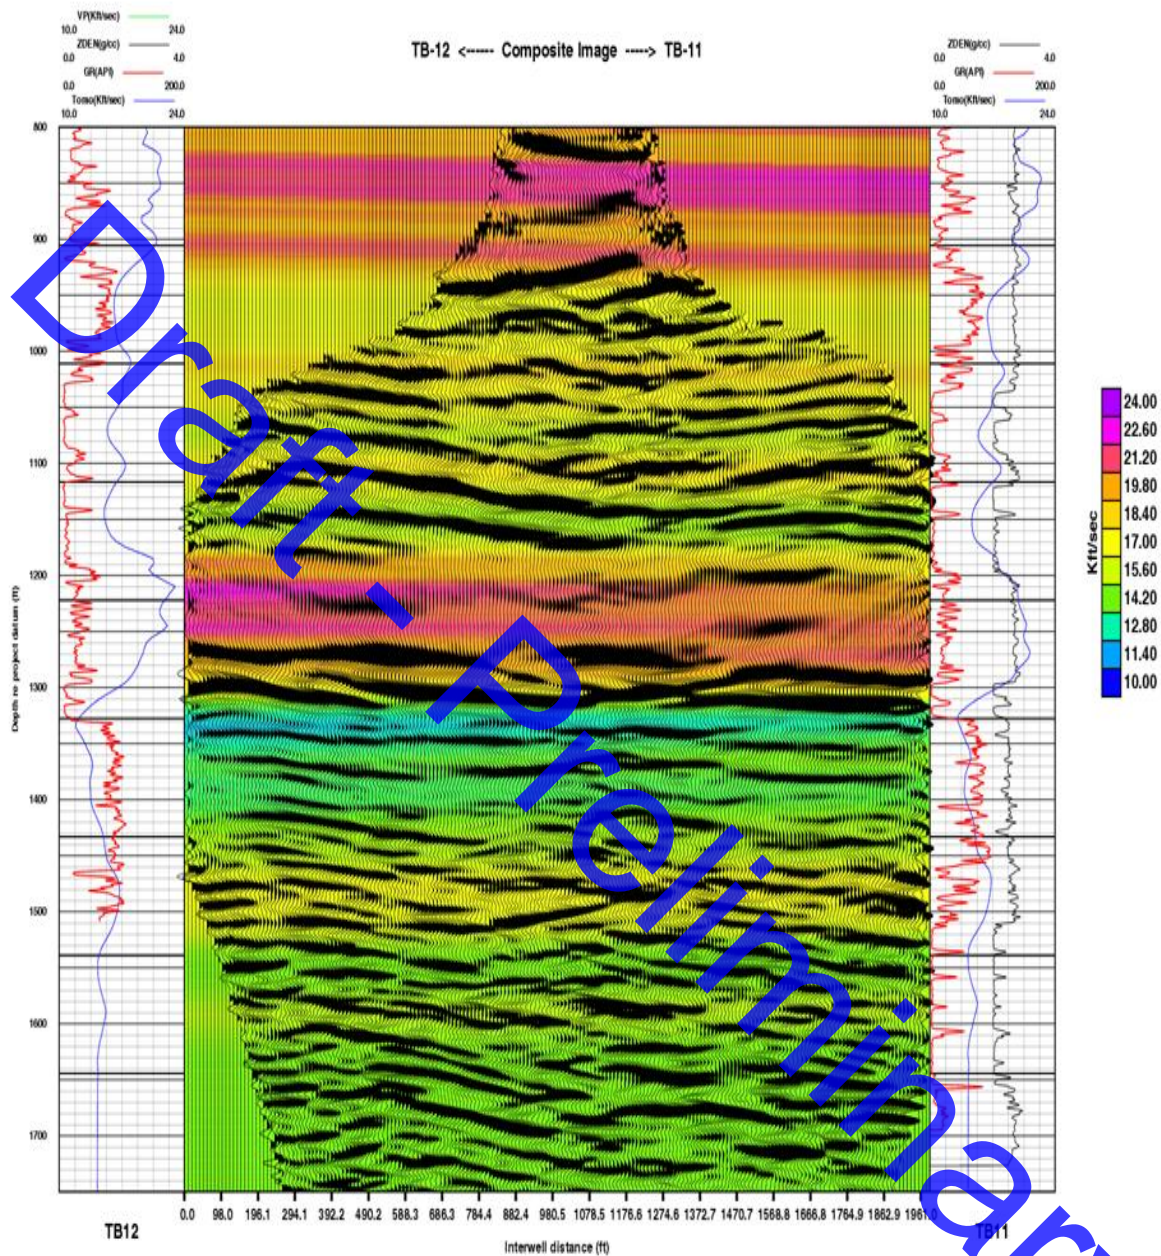 VP(Kft/sec)
10.0 24.0
ZDEN(g/cc)
0.0 4.0
GR(API)
0.0 200.0
Tomo(Kft/sec)
10.0 24.0
TB-12 <------ Composite Image -----> TB-11
ZDEN(g/cc)
0.0 4.0
GR(API)
0.0 200.0
Tomo(Kft/sec)
10.0 24.0
800
900
1000
1100
1200
1300
1400
1500
1600
1700
Depth re project datum (ft)
24.00
22.60
21.20
19.80
18.40
17.00
15.60
14.20
12.80
11.40
10.00
Kft/sec
Draft - Preliminary
0.0 98.0 196.1 294.1 392.2 490.2 588.3 686.3 784.4 882.4 980.5 1078.5 1176.6 1274.6 1372.7 1470.7 1568.8 1666.8 1764.9 1862.9 1961.0
TB12
TB11
Interwell distance (ft)